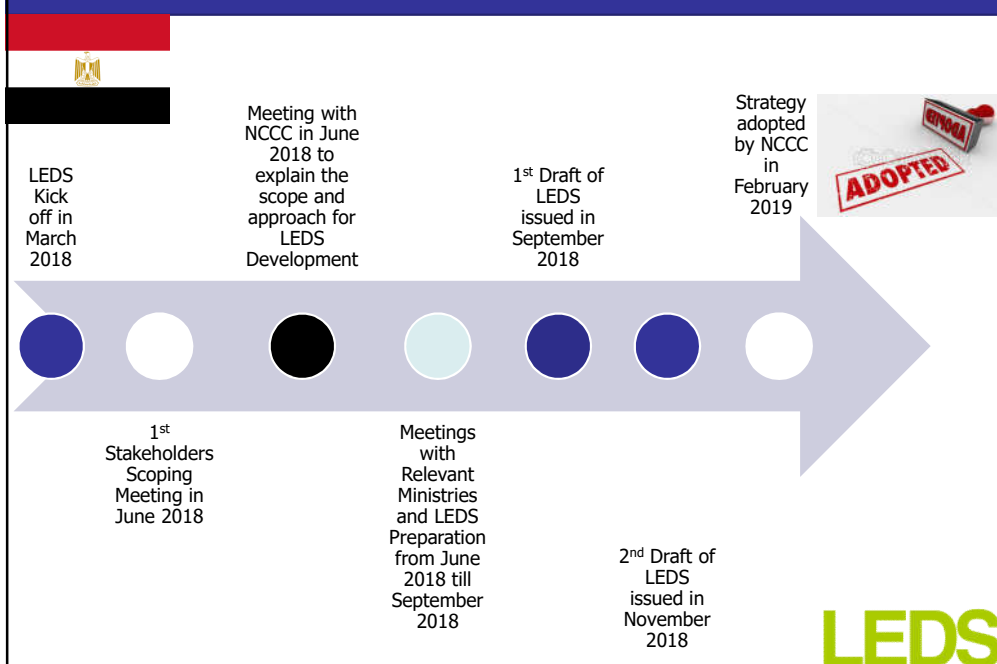 LEDS
Kick
off in
March
2018
1st
Stakeholders
Scoping
Meeting in
June 2018
Meeting with
NCCC in June
2018 to
explain the
scope and
approach for
LEDS
Development
Meetings
with
Relevant
Ministries
and LEDS
Preparation
from June
2018 till
September
2018
1st Draft of
LEDS
issued in
September
2018
2nd Draft of
LEDS
issued in
November
2018
Strategy
adopted
by NCCC
in
February
2019
ADOPTED
ADOPTED
LEDS